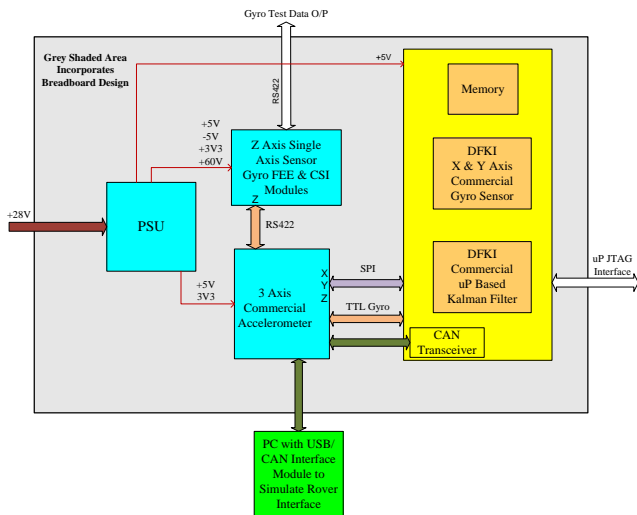 Gyro Test Data O/P
Grey Shaded Area
Incorporates
Breadboard Design
+5V
RS422
Memory
+5V
-5V
+3V3
+60V
Z Axis Single
Axis Sensor
Gyro FEE & CSI
Modules
Z
DFKI
X & Y Axis
Commercial
Gyro Sensor
+28V
PSU
RS422
DFKI
Commercial
uP Based
Kalman Filter
uP JTAG
Interface
+5V
3V3
3 Axis
Commercial
Accelerometer
X
Y
Z
SPI
TTL Gyro
CAN
Transceiver
PC with USB/
CAN Interface
Module to
Simulate Rover
Interface